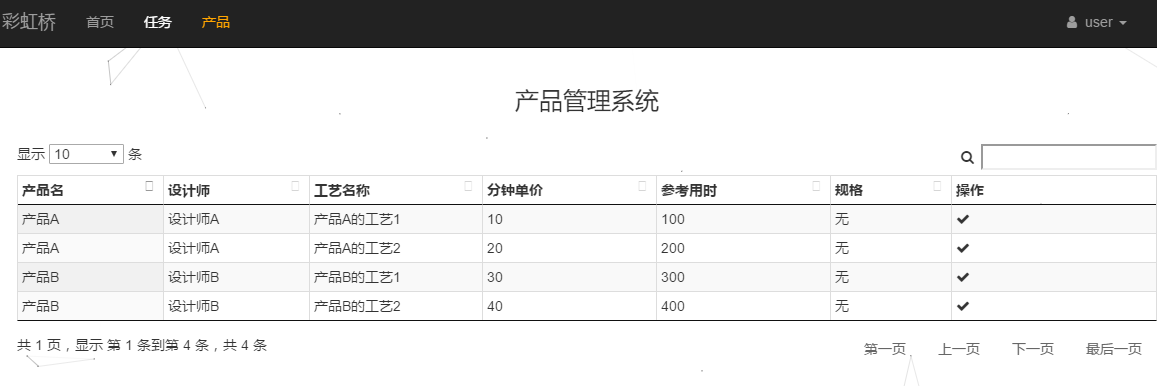 彩虹桥 首页 任务 产品 user
产品管理系统
显示 10 条
产品名 设计师 工艺名称 分钟单价 参考用时 规格 操作
产品A 设计师A 产品A的工艺1 10 100 无
产品A 设计师A 产品A的工艺2 20 200 无
产品B 设计师B 产品B的工艺1 30 300 无
产品B 设计师B 产品B的工艺2 40 400 无
共 1 页，显示 第 1 条到第 4 条，共 4 条 第一页 上一页 下一页 最后一页